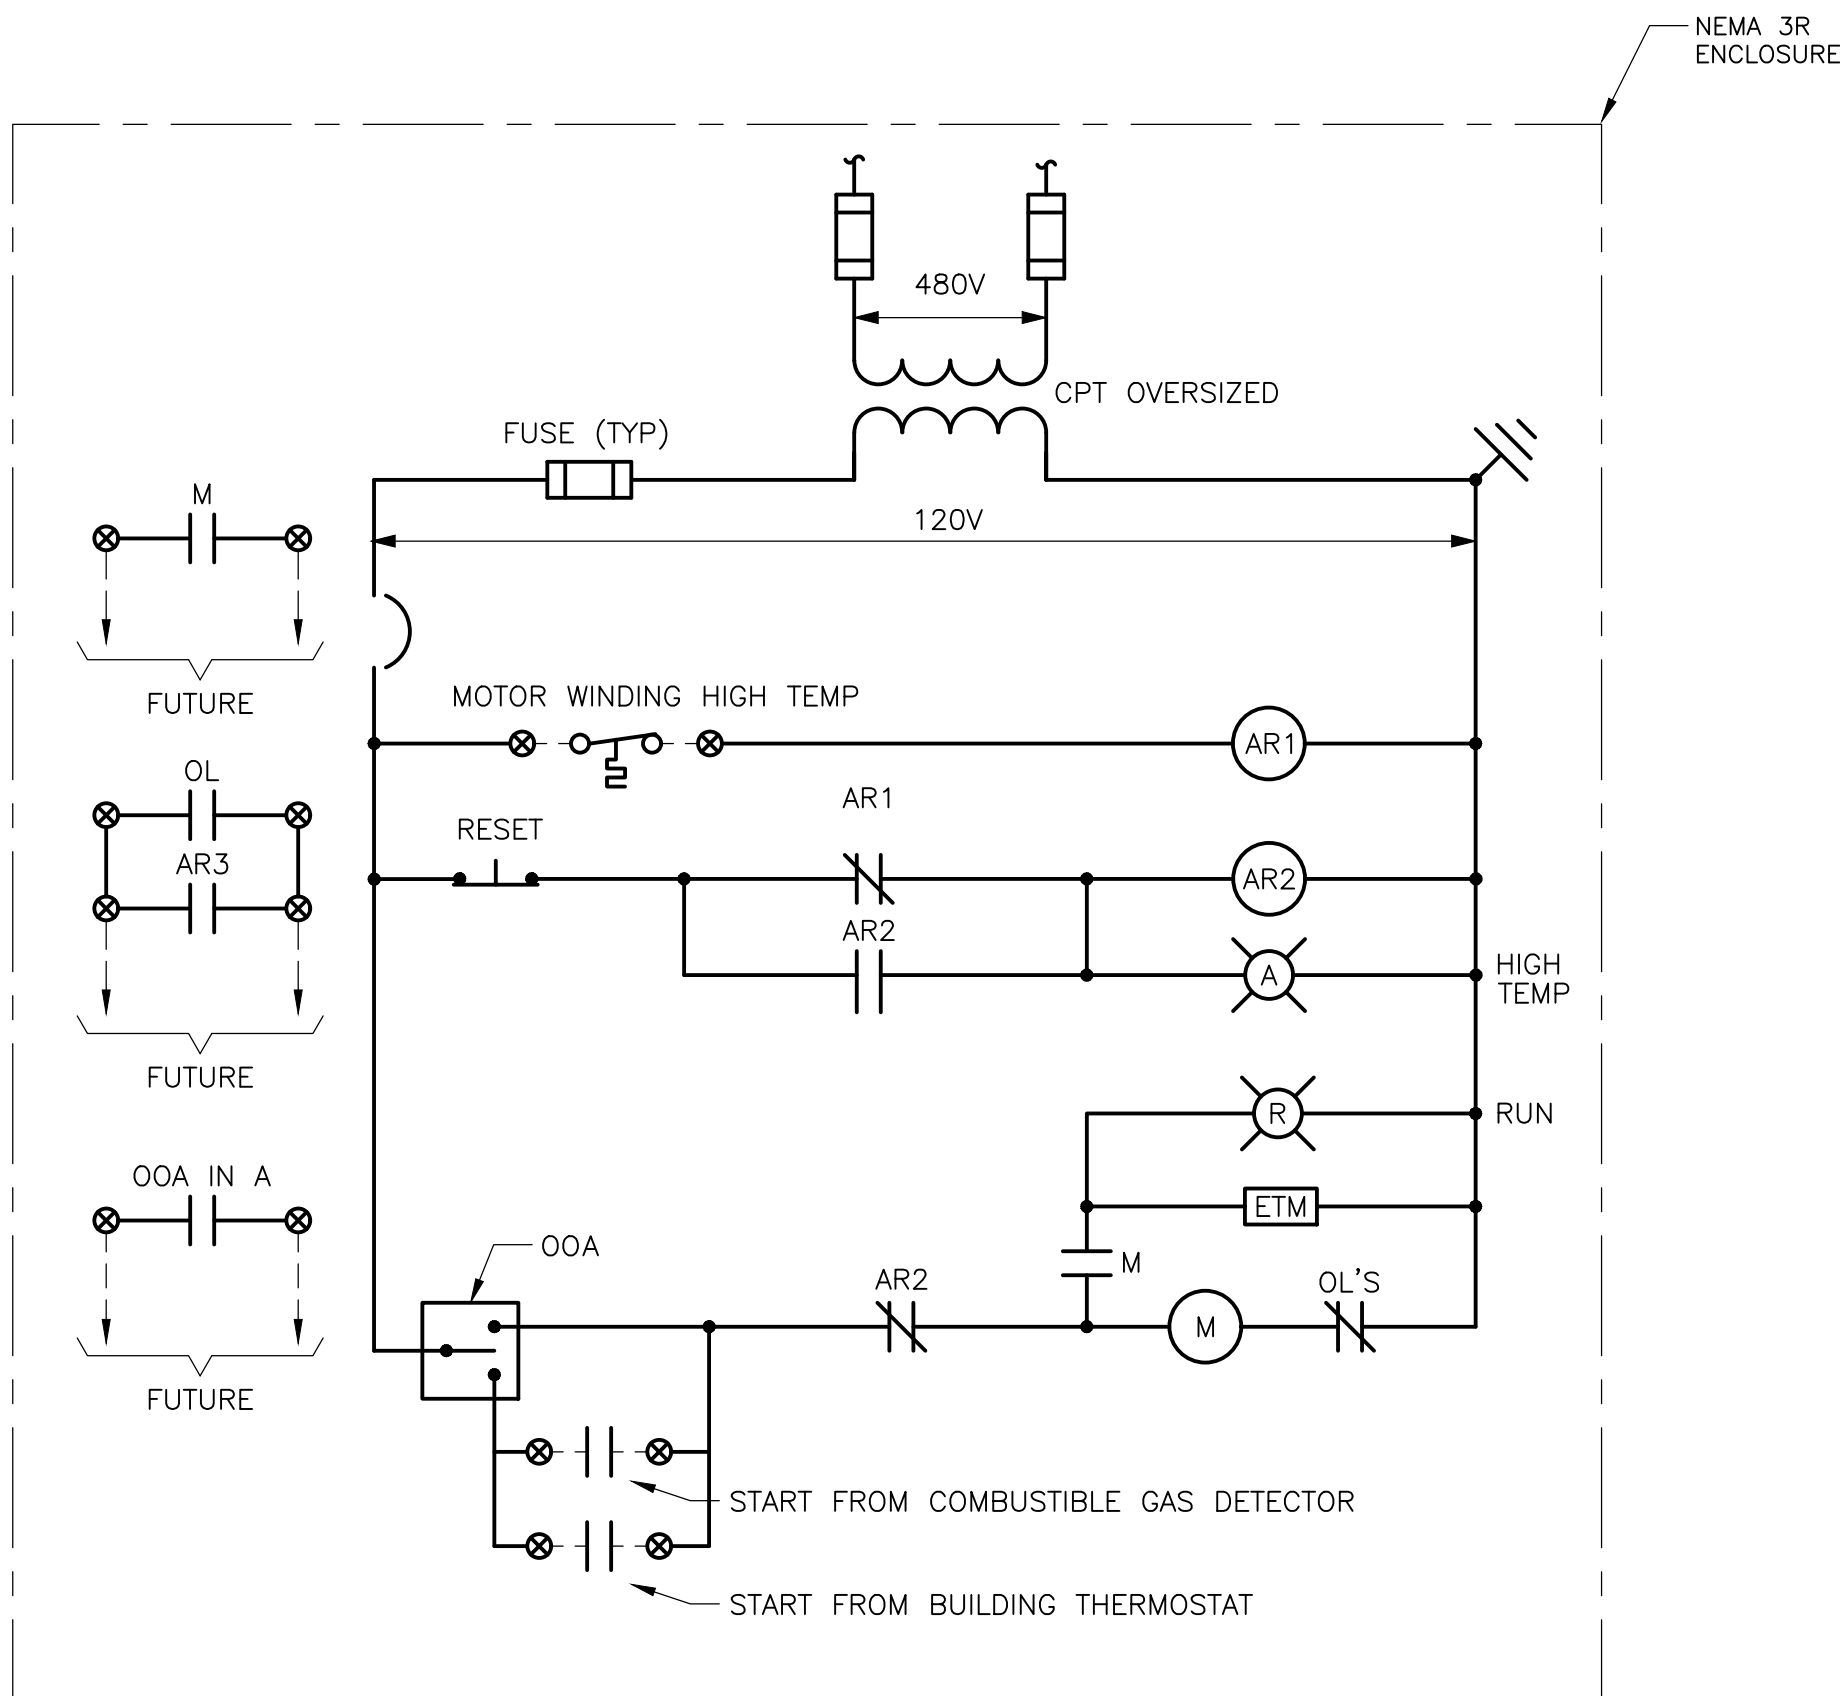 NEMA 3R
ENCLOSURE
480V
CPT OVERSIZED
FUSE (TYP)
M
120V
FUTURE
MOTOR WINDING HIGH TEMP
AR1
OL
AR1
RESET
AR3
AR2
AR2
A
HIGH
TEMP
FUTURE
R
RUN
OOA IN A
ETM
OOA
M
AR2
OL'S
M
FUTURE
START FROM COMBUSTIBLE GAS DETECTOR
START FROM BUILDING THERMOSTAT